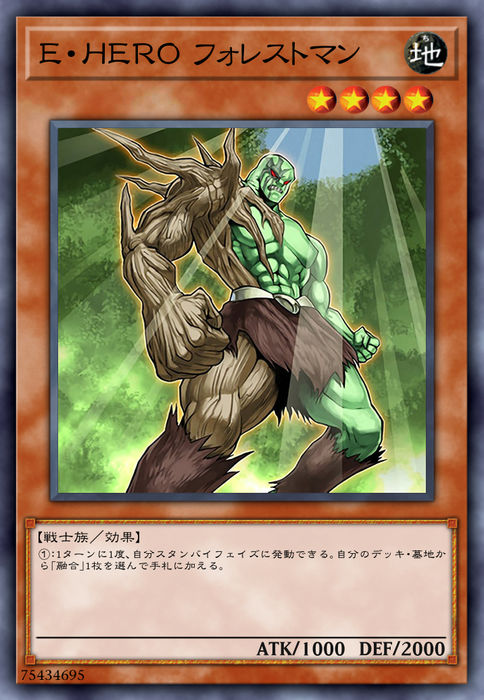 E・HERO フォレストマン
ち
地
【戦士族／効果】
①：1ターンに1度、自分スタンバイフェイズに発動できる。自分のデッキ・墓地か
ら「融合」1枚を選んで手札に加える。
ATK/1000 DEF/2000
75434695